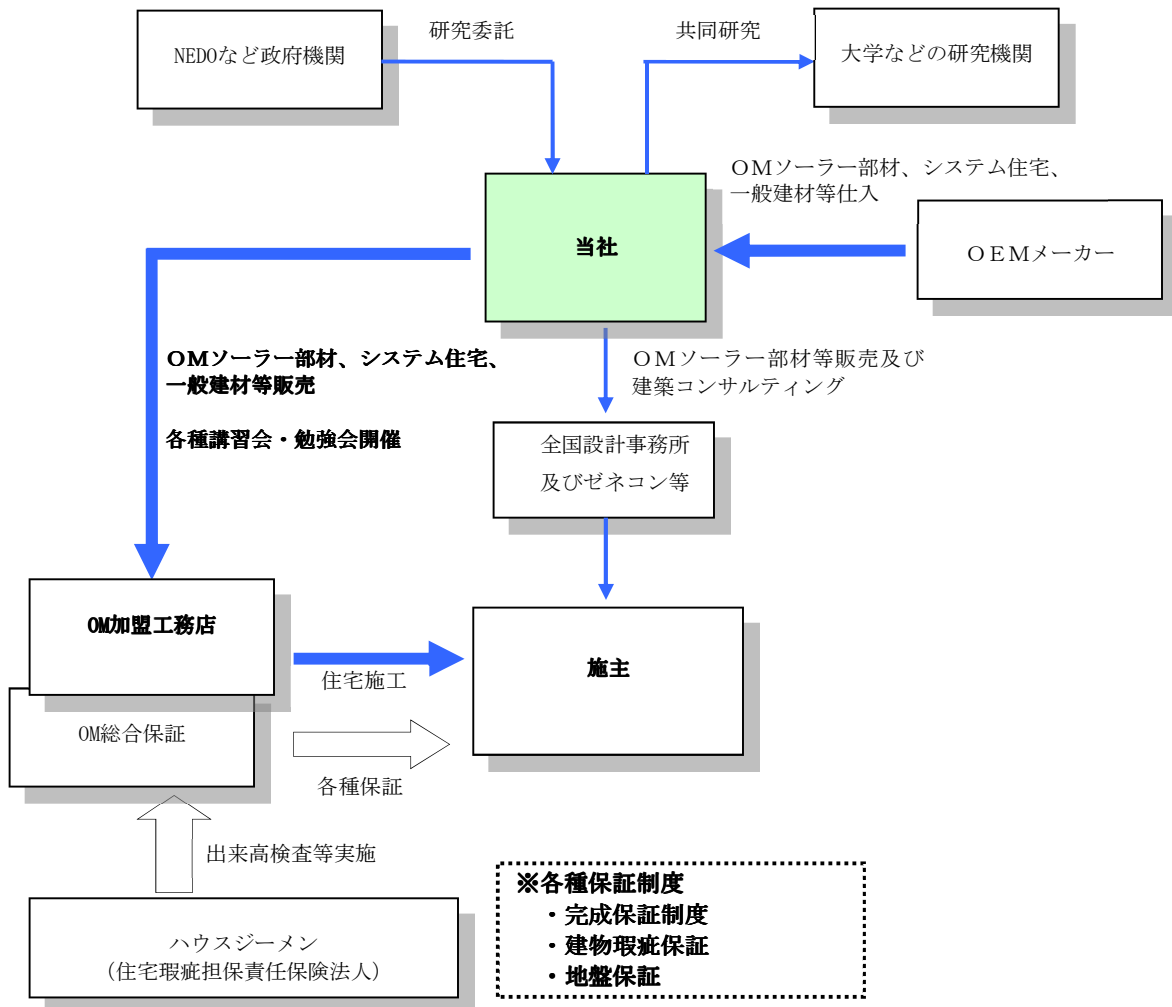 研究委託
共同研究
NEDOなど政府機関
大学などの研究機関
OMソーラー部材、システム住宅、
一般建材等仕入
当社
OEMメーカー
OMソーラー部材、システム住宅、
一般建材等販売
各種講習会・勉強会開催
OMソーラー部材等販売及び
建築コンサルティング
全国設計事務所
及びゼネコン等
OM加盟工務店
施主
住宅施工
OM総合保証
各種保証
出来高検査等実施
ハウスジーメン
(住宅瑕疵担保責任保険法人)
※各種保証制度
・完成保証制度
・建物瑕疵保証
・地盤保証